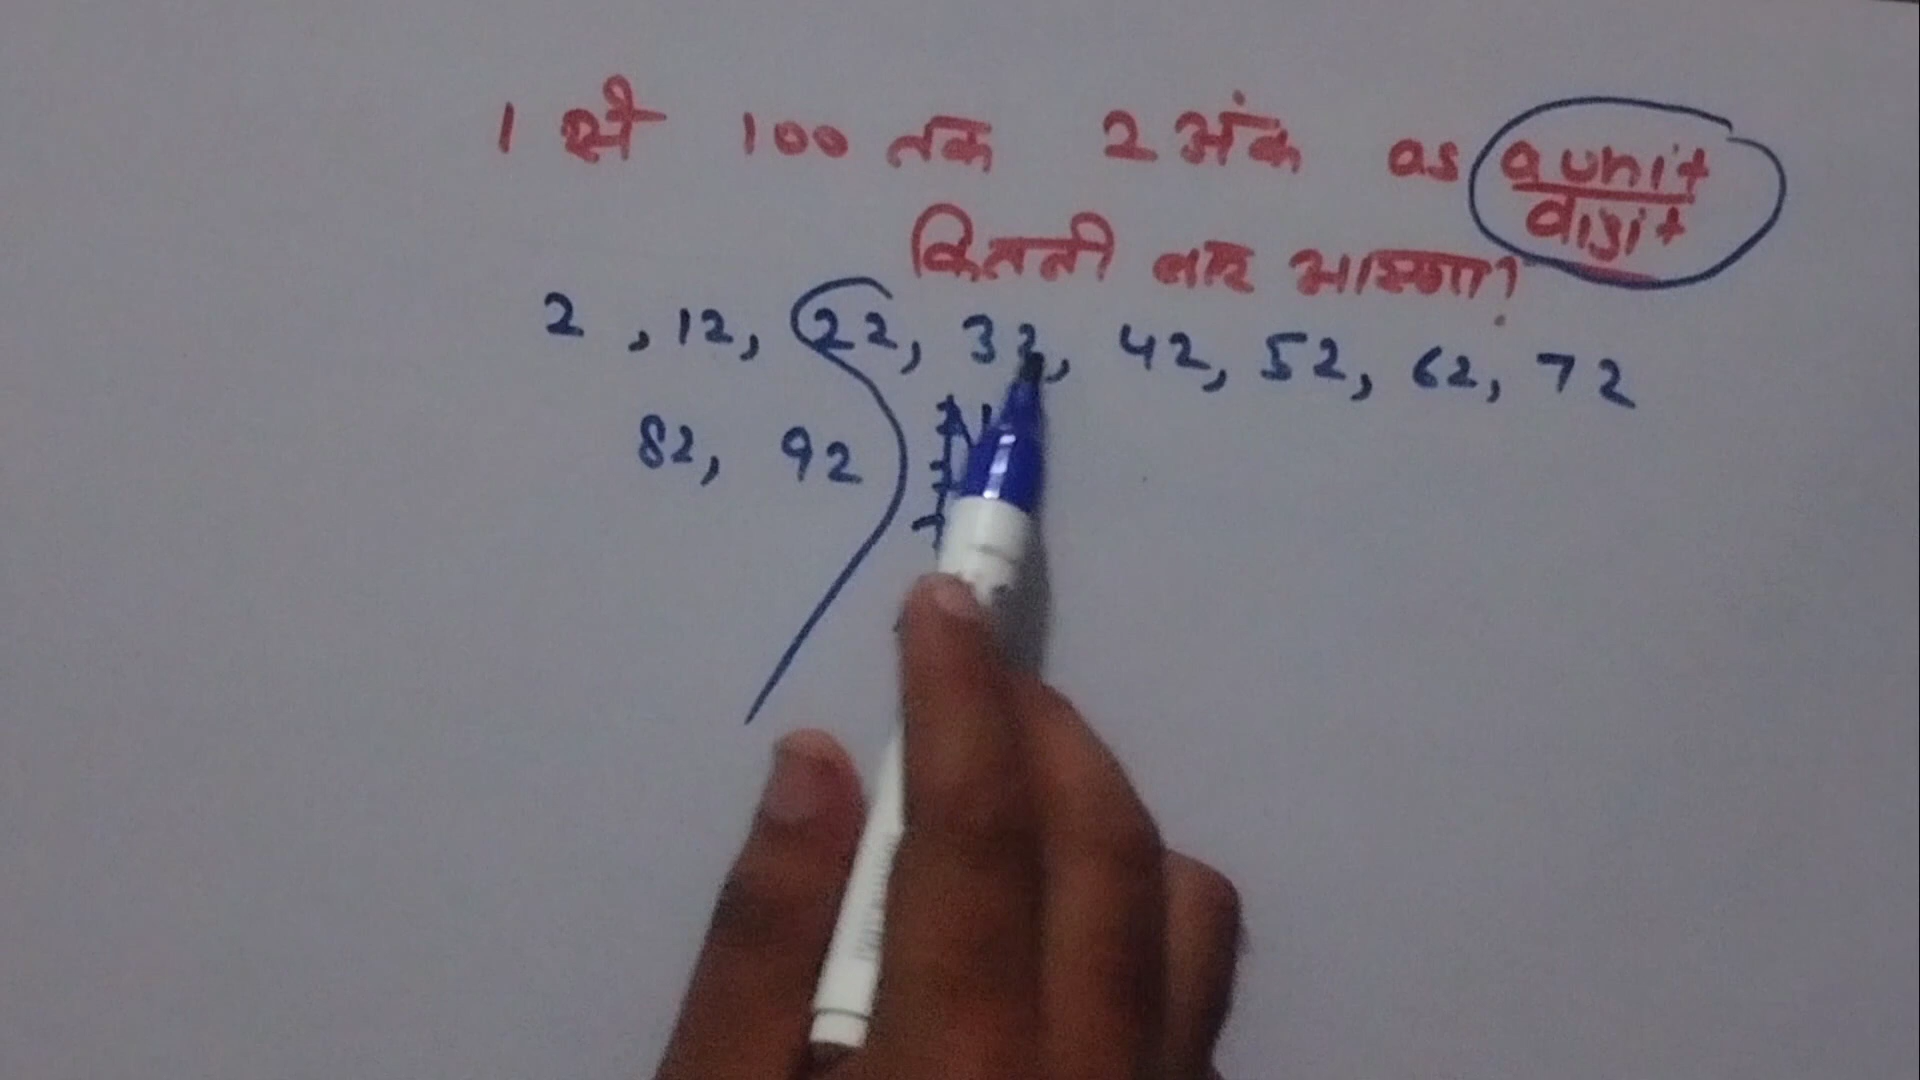 1 से 100 तक 2 अंक as a unit
digit
कितनी बार आएगा?
2 , 12, 22, 32, 42, 52, 62, 72
82, 92